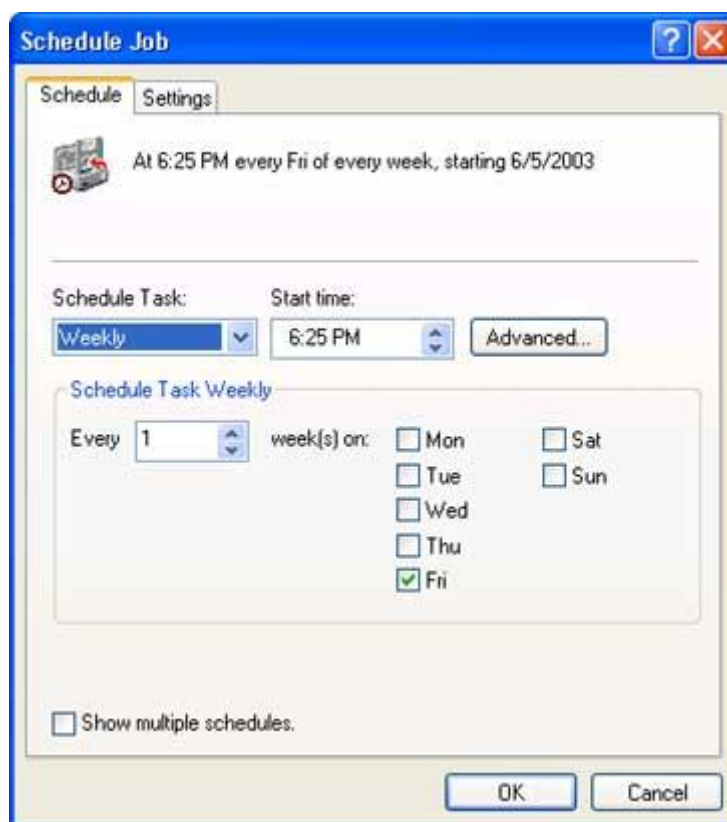 Schedule Job
Schedule Settings
At 6:25 PM every Fri of every week, starting 6/5/2003
Schedule Task: Start time:
Weekly 6:25 PM Advanced...
Schedule Task Weekly
Every 1 week(s) on: Mon Sat
Tue Sun
Wed
Thu
Fri
Show multiple schedules.
OK Cancel